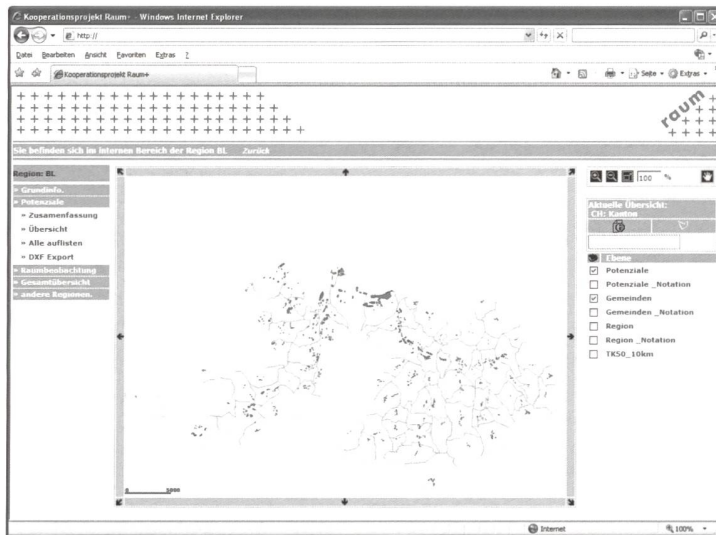 Kooperationsprojekt Raum+ - Windows Internet Explorer
http://
Datei Bearbeiten Ansicht Favoriten Extras ?
Kooperationsprojekt Raum+
Seite Extras
raum
Sie befinden sich im internen Bereich der Region BL Zurück
Region: BL
» Grundinfo.
» Potenziale
» Zusamenfassung
» Übersicht
» Alle auflisten
» DXF Export
» Raumbeobachtung
» Gesamtübersicht
» andere Regionen.
100 %
Aktuelle Übersicht:
CH: Kanton
Ebene
Potenziale
Potenziale _Notation
Gemeinden
Gemeinden _Notation
Region
Region _Notation
TK50_10km
0 5000
Internet 100%